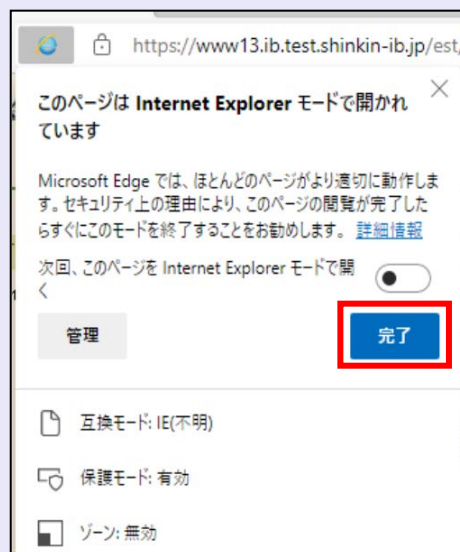 https://www13.ib.test.shinkin-ib.jp/est,
このページは Internet Explorer モードで開かれ
ています
Microsoft Edge では、ほとんどのページがより適切に動作しま
す。セキュリティ上の理由により、このページの閲覧が完了した
らすぐにこのモードを終了することをお勧めします。 詳細情報
次回、このページを Internet Explorer モードで開
く
管理
完了
互換モード: IE(不明)
保護モード: 有効
ゾーン: 無効